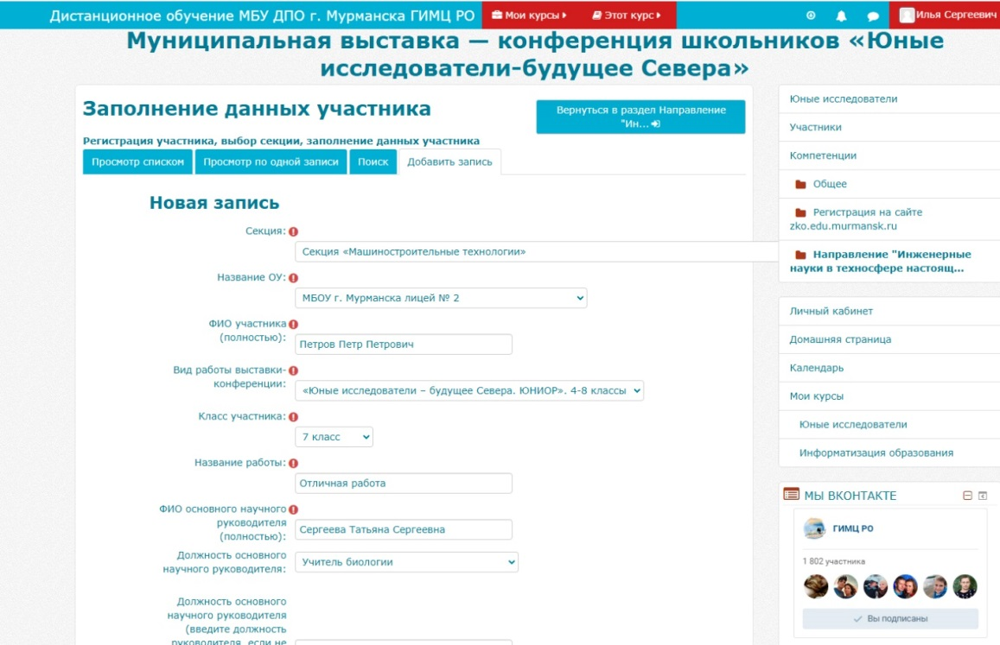 Дистанционное обучение МБУ ДПО г. Мурманска ГИМЦ РО
Мои курсы
Этот курс
Илья Сергеевич
Муниципальная выставка — конференция школьников «Юные
исследователи-будущее Севера»
Заполнение данных участника
Вернуться в раздел Направление
"Ин...
Регистрация участника, выбор секции, заполнение данных участника
Просмотр списком
Просмотр по одной записи
Поиск
Добавить запись
Новая запись
Секция:
Секция «Машиностроительные технологии»
Название ОУ:
МБОУ г. Мурманска лицей № 2
ФИО участника
(полностью):
Петров Петр Петрович
Вид работы выставки-
конференции:
«Юные исследователи – будущее Севера. ЮНИОР». 4-8 классы
Класс участника:
7 класс
Название работы:
Отличная работа
ФИО основного научного
руководителя
(полностью):
Сергеева Татьяна Сергеевна
Должность основного
научного руководителя:
Учитель биологии
Должность основного
научного руководителя
(введите должность
руководителя, если не
Юные исследователи
Участники
Компетенции
Общее
Регистрация на сайте
zko.edu.murmansk.ru
Направление "Инженерные
науки в техносфере настоящ...
Личный кабинет
Домашняя страница
Календарь
Мои курсы
Юные исследователи
Информатизация образования
МЫ ВКОНТАКТЕ
ГИМЦ РО
1 802 участника
Вы подписаны